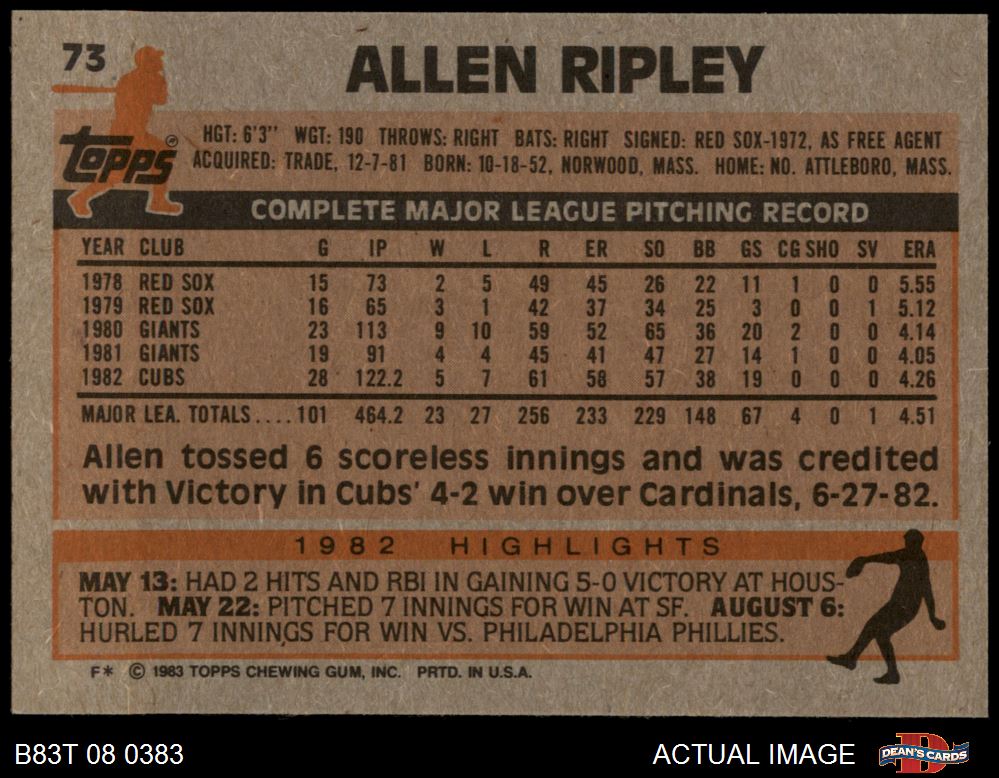 73
ALLEN RIPLEY
Topps®
HGT: 6'3" WGT: 190 THROWS: RIGHT BATS: RIGHT SIGNED: RED SOX-1972, AS FREE AGENT
ACQUIRED: TRADE, 12-7-81 BORN: 10-18-52, NORWOOD, MASS. HOME: NO. ATTLEBORO, MASS.
COMPLETE MAJOR LEAGUE PITCHING RECORD
YEAR CLUB G IP W L R ER SO BB GS CG SHO SV ERA
1978 RED SOX 15 73 2 5 49 45 26 22 11 1 0 0 5.55
1979 RED SOX 16 65 3 1 42 37 34 25 3 0 0 1 5.12
1980 GIANTS 23 113 9 10 59 52 65 36 20 2 0 0 4.14
1981 GIANTS 19 91 4 4 45 41 47 27 14 1 0 0 4.05
1982 CUBS 28 122.2 5 7 61 58 57 38 19 0 0 0 4.26
MAJOR LEA. TOTALS.... 101 464.2 23 27 256 233 229 148 67 4 0 1 4.51
Allen tossed 6 scoreless innings and was credited
with Victory in Cubs' 4-2 win over Cardinals, 6-27-82.
1982 HIGHLIGHTS
MAY 13: HAD 2 HITS AND RBI IN GAINING 5-0 VICTORY AT HOUS-
TON. MAY 22: PITCHED 7 INNINGS FOR WIN AT SF. AUGUST 6:
HURLED 7 INNINGS FOR WIN VS. PHILADELPHIA PHILLIES.
F* © 1983 TOPPS CHEWING GUM, INC. PRTD. IN U.S.A.
B83T 08 0383
ACTUAL IMAGE
D
DEAN'S CARDS